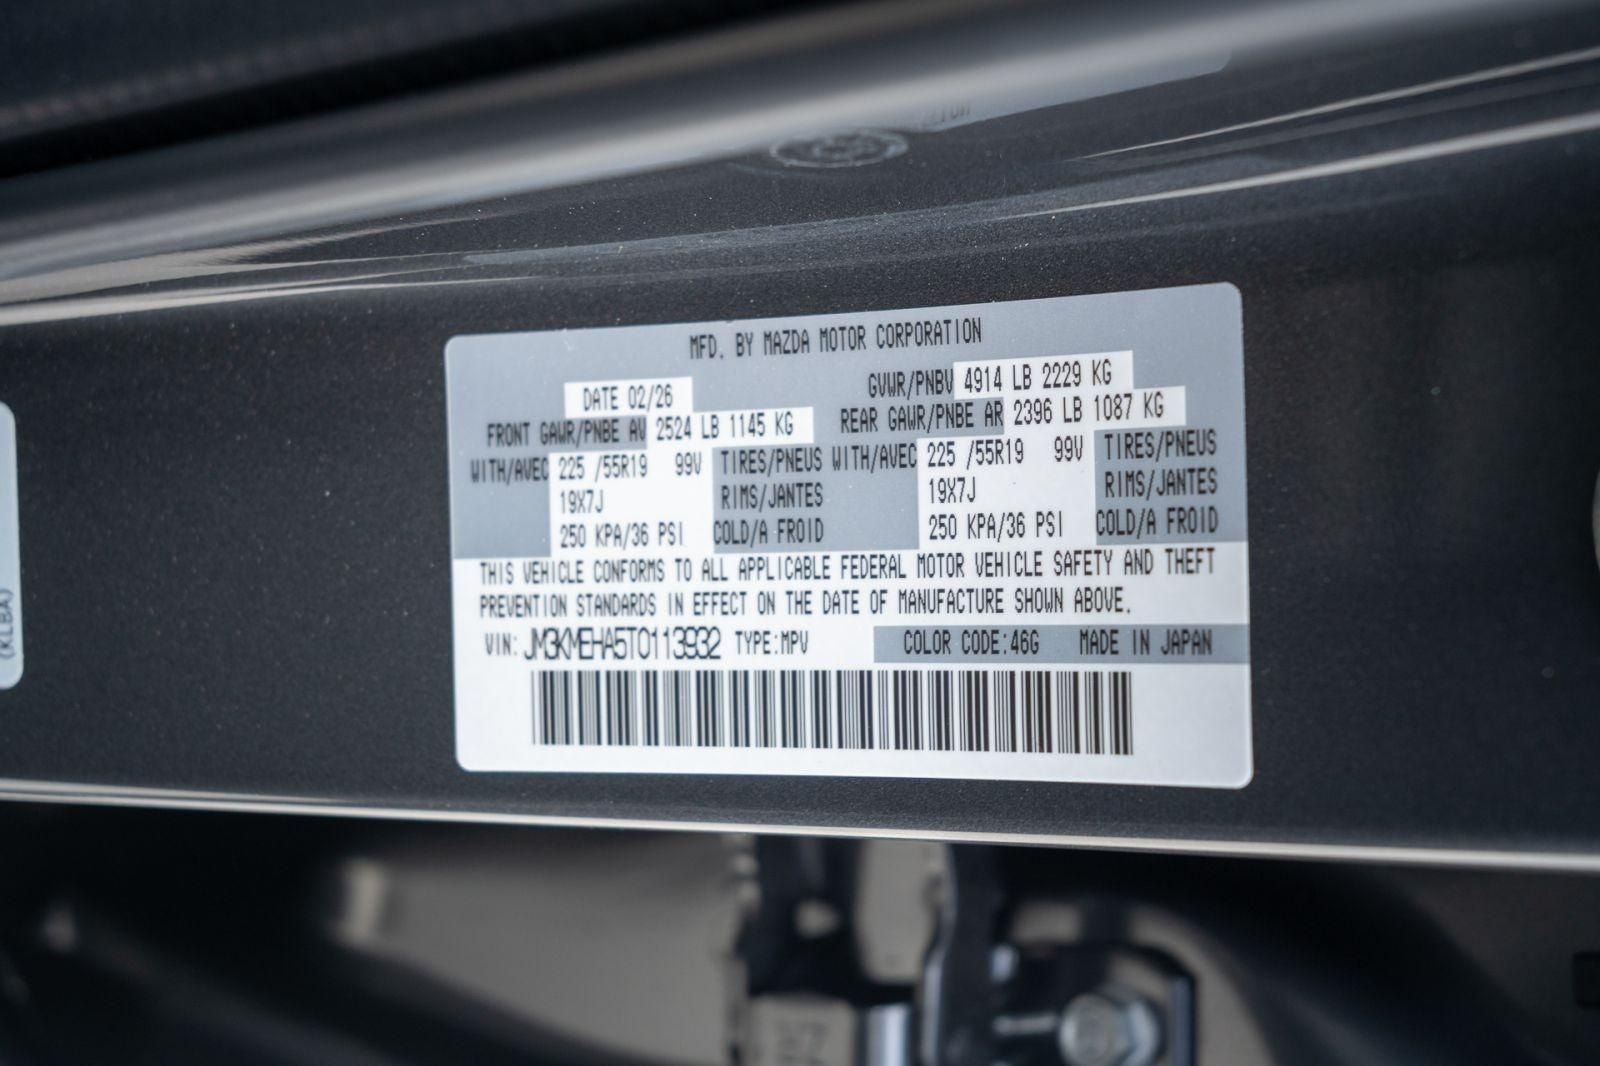 MFD. BY MAZDA MOTOR CORPORATION
DATE 02/26 GVWR/PNBV 4914 LB 2229 KG
FRONT GAWR/PNBE AV 2524 LB 1145 KG REAR GAWR/PNBE AR 2396 LB 1087 KG
WITH/AVEC 225 /55R19 99V TIRES/PNEUS WITH/AVEC 225 /55R19 99V TIRES/PNEUS
19X7J RIMS/JANTES 19X7J RIMS/JANTES
250 KPA/36 PSI COLD/A FROID 250 KPA/36 PSI COLD/A FROID
THIS VEHICLE CONFORMS TO ALL APPLICABLE FEDERAL MOTOR VEHICLE SAFETY AND THEFT
PREVENTION STANDARDS IN EFFECT ON THE DATE OF MANUFACTURE SHOWN ABOVE.
VIN: JM3KMEHA5T0113932 TYPE:MPV COLOR CODE:46G MADE IN JAPAN
(KLBA)